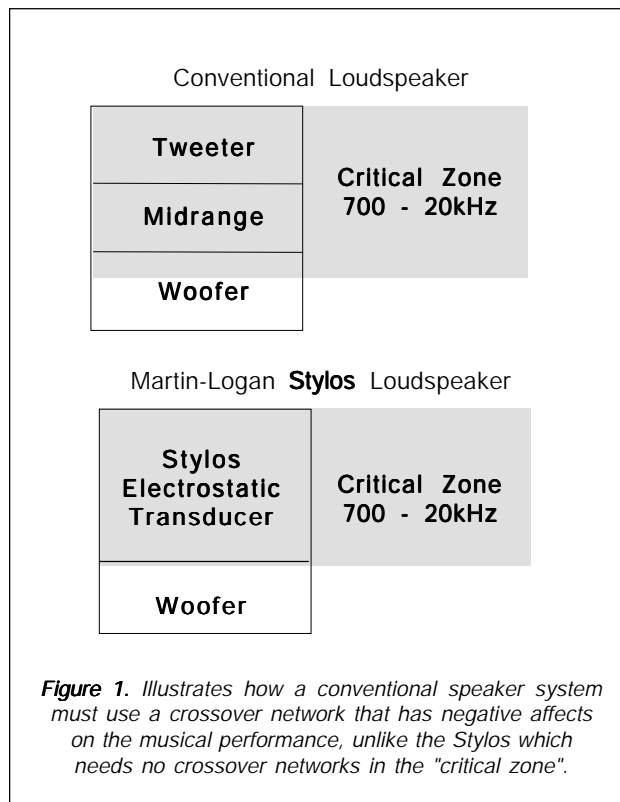 Conventional Loudspeaker
Tweeter
Critical Zone
700 - 20kHz
Midrange
Woofer
Martin-Logan Stylos Loudspeaker
Stylos
Electrostatic
Transducer
Critical Zone
700 - 20kHz
Woofer
Figure 1. Illustrates how a conventional speaker system
must use a crossover network that has negative affects
on the musical performance, unlike the Stylos which
needs no crossover networks in the "critical zone".